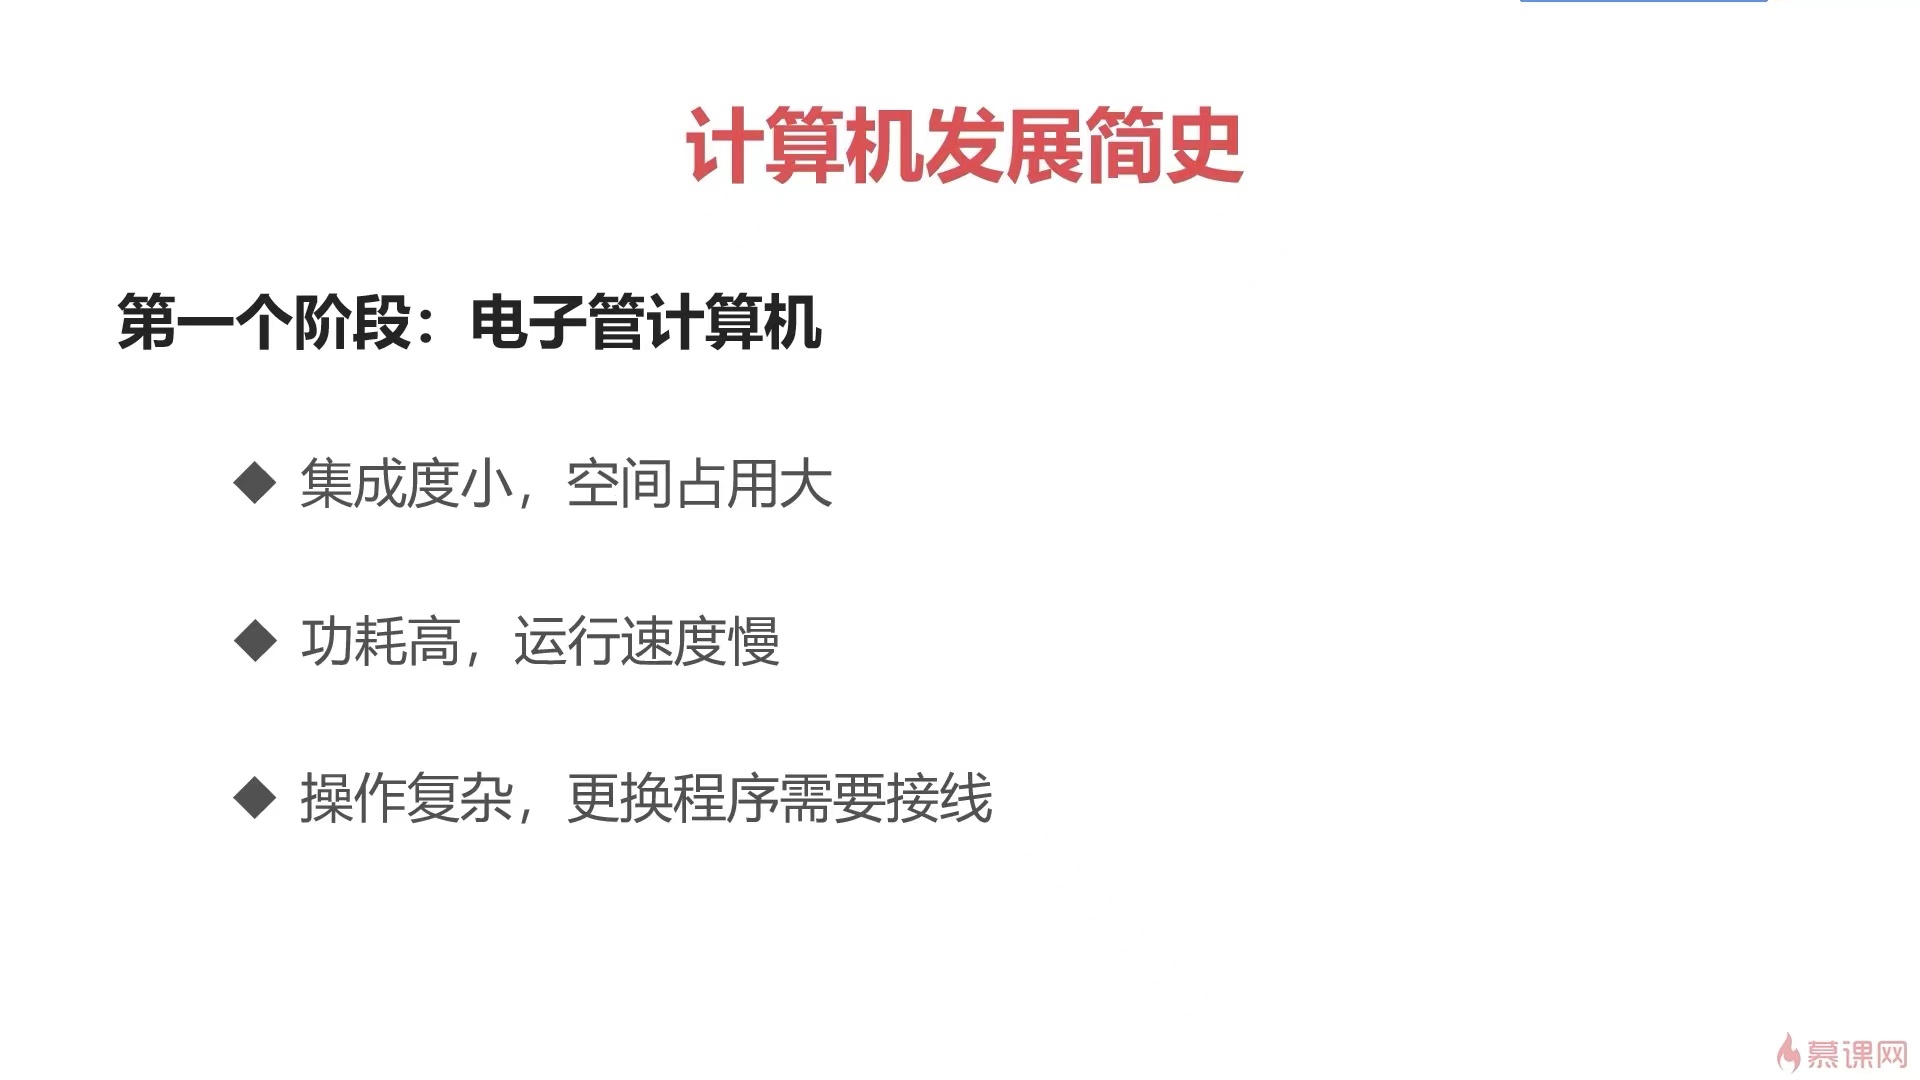 计算机发展简史
第一个阶段：电子管计算机
◆ 集成度小，空间占用大
◆ 功耗高，运行速度慢
◆ 操作复杂，更换程序需要接线
慕课网